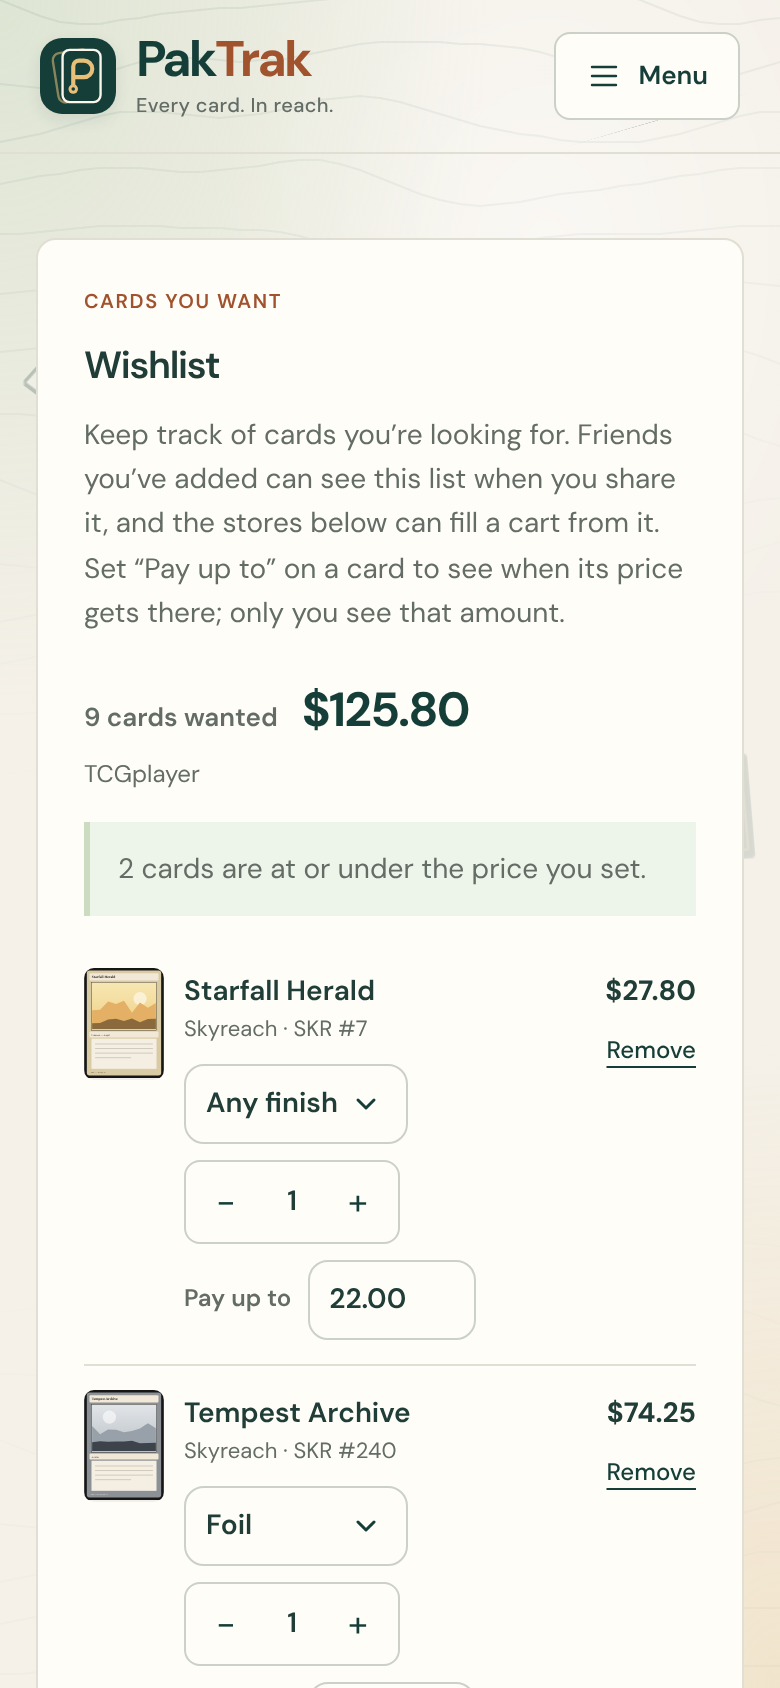 PakTrak
Every card. In reach.
Menu
CARDS YOU WANT
Wishlist
Keep track of cards you’re looking for. Friends
you’ve added can see this list when you share
it, and the stores below can fill a cart from it.
Set “Pay up to” on a card to see when its price
gets there; only you see that amount.
9 cards wanted $125.80
TCGplayer
2 cards are at or under the price you set.
Starfall Herald
Starfall Herald $27.80
Skyreach · SKR #7
Remove
Any finish
− 1 +
Pay up to 22.00
Tempest Archive
Tempest Archive $74.25
Skyreach · SKR #240
Remove
Foil
− 1 +